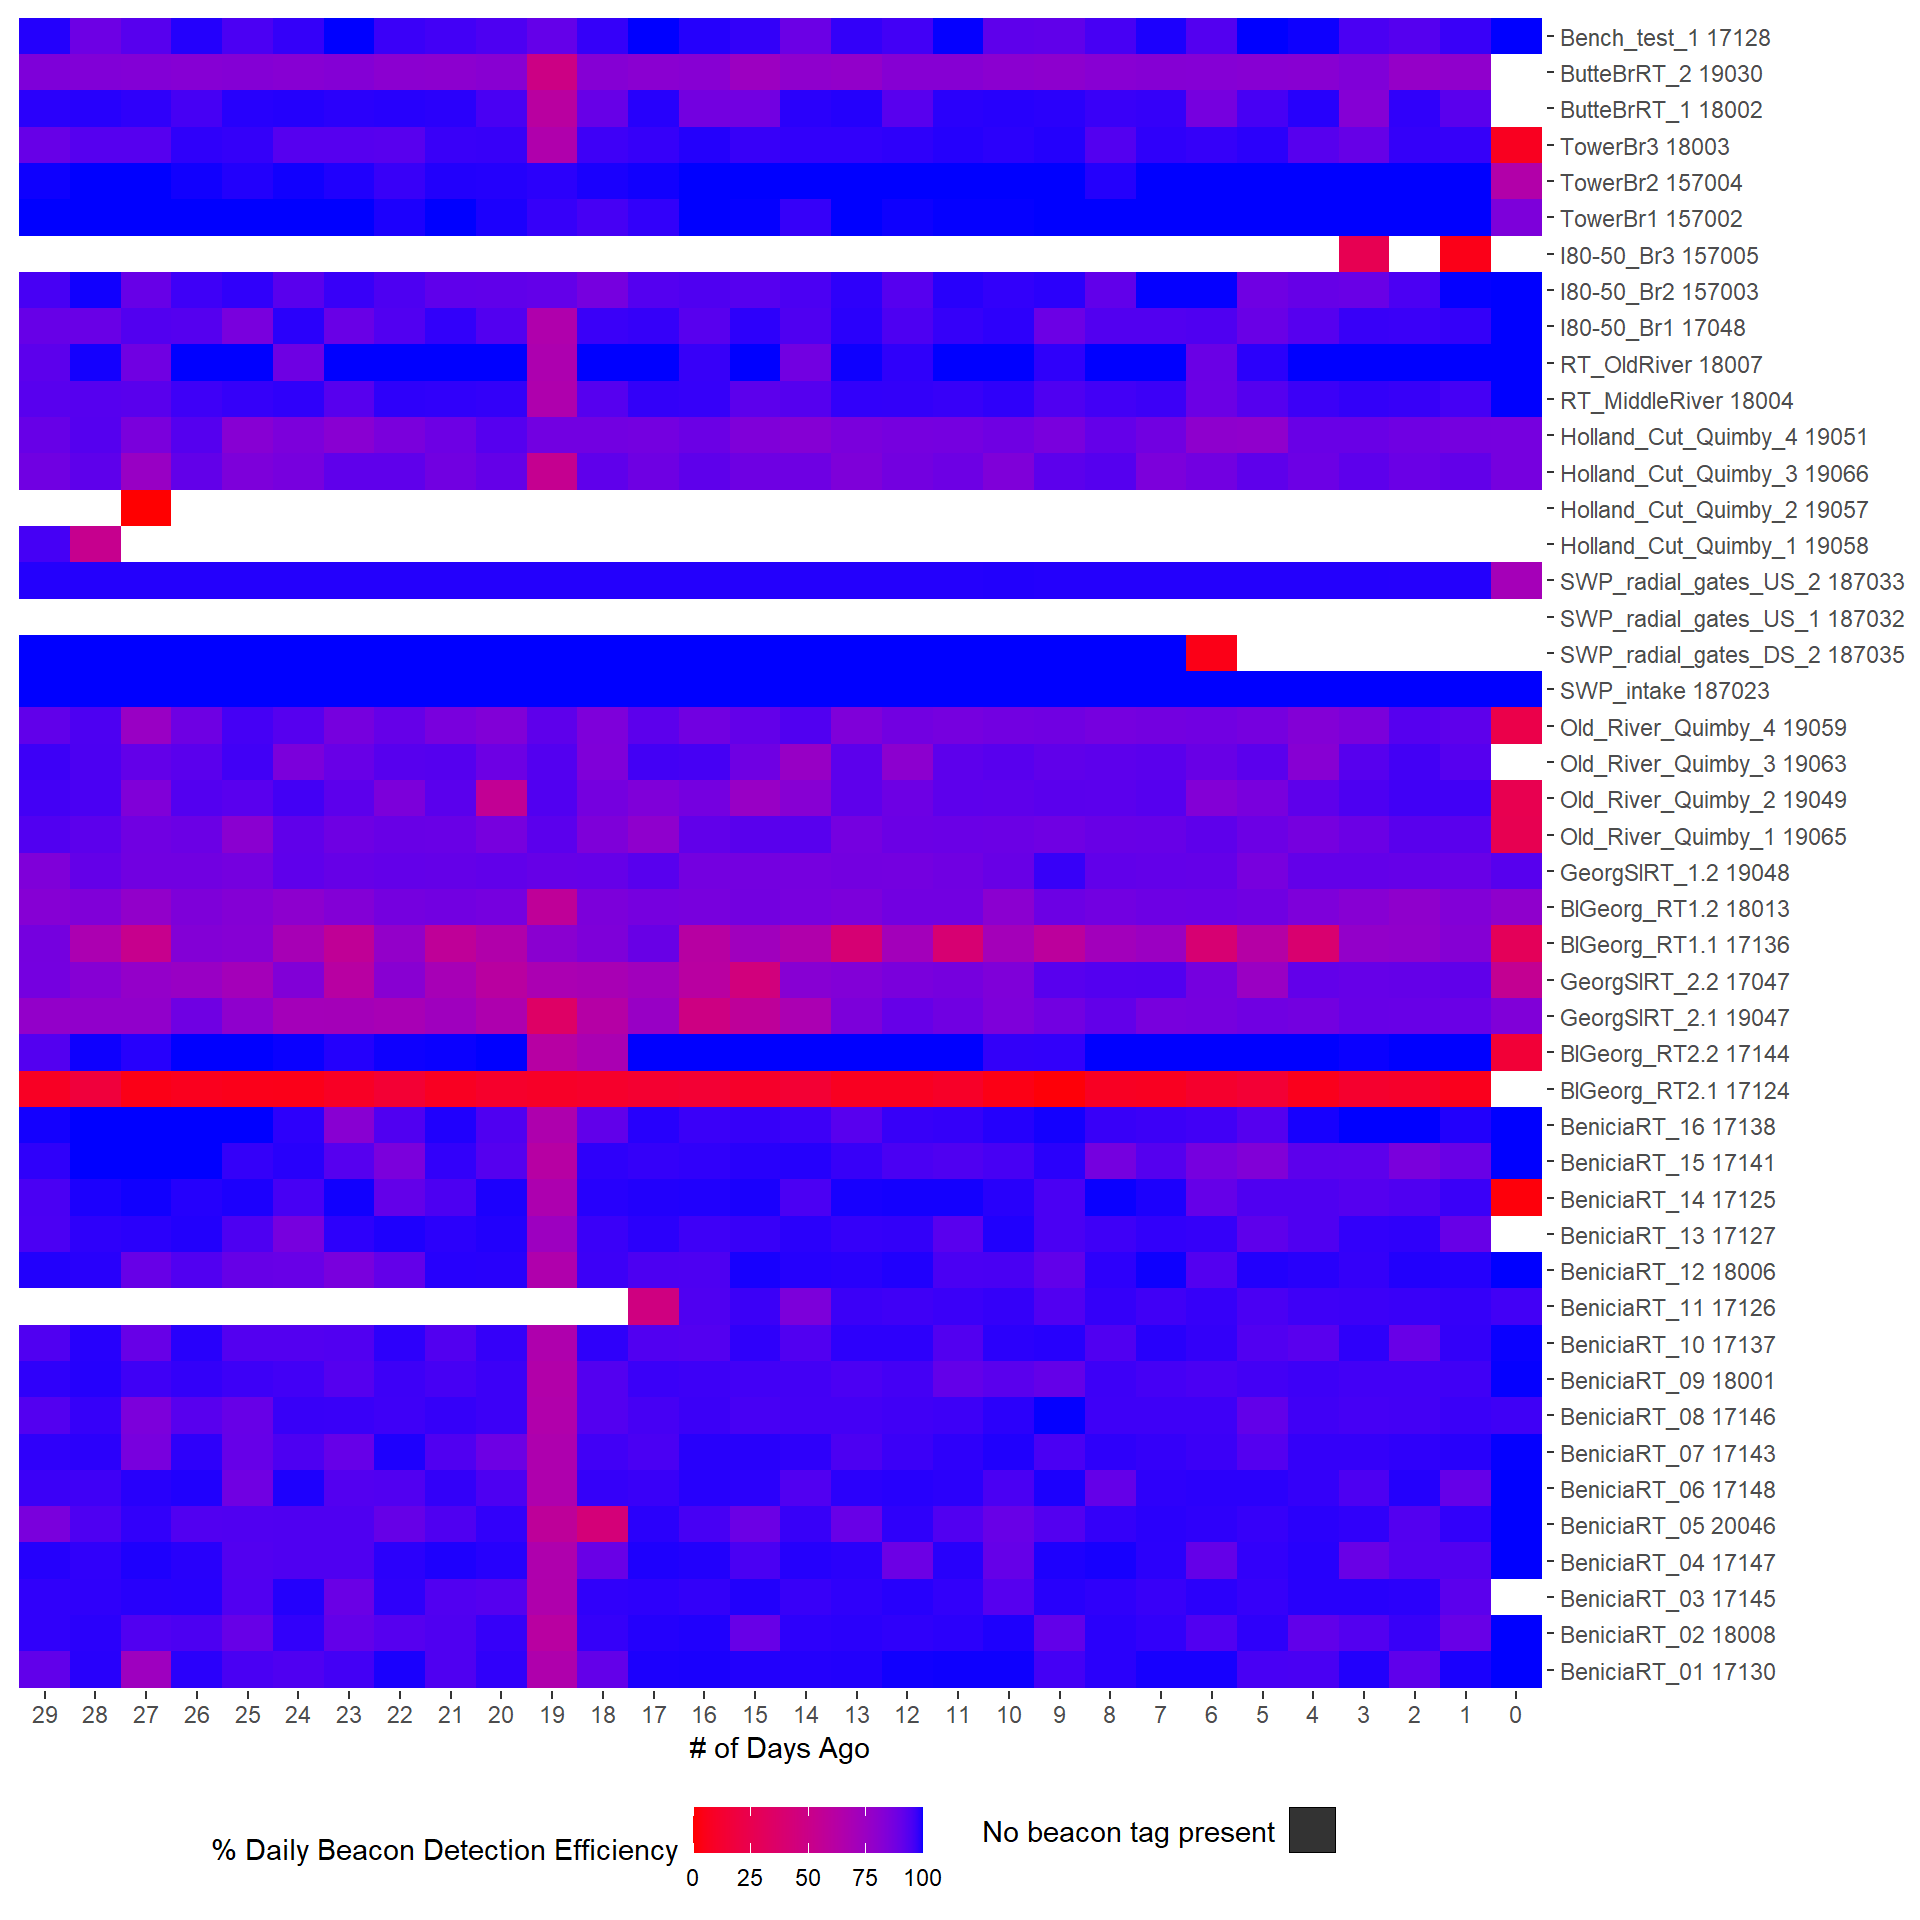 Bench_test_1 17128
ButteBrRT_2 19030
ButteBrRT_1 18002
TowerBr3 18003
TowerBr2 157004
TowerBr1 157002
I80-50_Br3 157005
I80-50_Br2 157003
I80-50_Br1 17048
RT_OldRiver 18007
RT_MiddleRiver 18004
Holland_Cut_Quimby_4 19051
Holland_Cut_Quimby_3 19066
Holland_Cut_Quimby_2 19057
Holland_Cut_Quimby_1 19058
SWP_radial_gates_US_2 187033
SWP_radial_gates_US_1 187032
SWP_radial_gates_DS_2 187035
SWP_intake 187023
Old_River_Quimby_4 19059
Old_River_Quimby_3 19063
Old_River_Quimby_2 19049
Old_River_Quimby_1 19065
GeorgSlRT_1.2 19048
BlGeorg_RT1.2 18013
BlGeorg_RT1.1 17136
GeorgSlRT_2.2 17047
GeorgSlRT_2.1 19047
BlGeorg_RT2.2 17144
BlGeorg_RT2.1 17124
BeniciaRT_16 17138
BeniciaRT_15 17141
BeniciaRT_14 17125
BeniciaRT_13 17127
BeniciaRT_12 18006
BeniciaRT_11 17126
BeniciaRT_10 17137
BeniciaRT_09 18001
BeniciaRT_08 17146
BeniciaRT_07 17143
BeniciaRT_06 17148
BeniciaRT_05 20046
BeniciaRT_04 17147
BeniciaRT_03 17145
BeniciaRT_02 18008
BeniciaRT_01 17130
29 28 27 26 25 24 23 22 21 20 19 18 17 16 15 14 13 12 11 10 9 8 7 6 5 4 3 2 1 0
# of Days Ago
% Daily Beacon Detection Efficiency
0 25 50 75 100
No beacon tag present